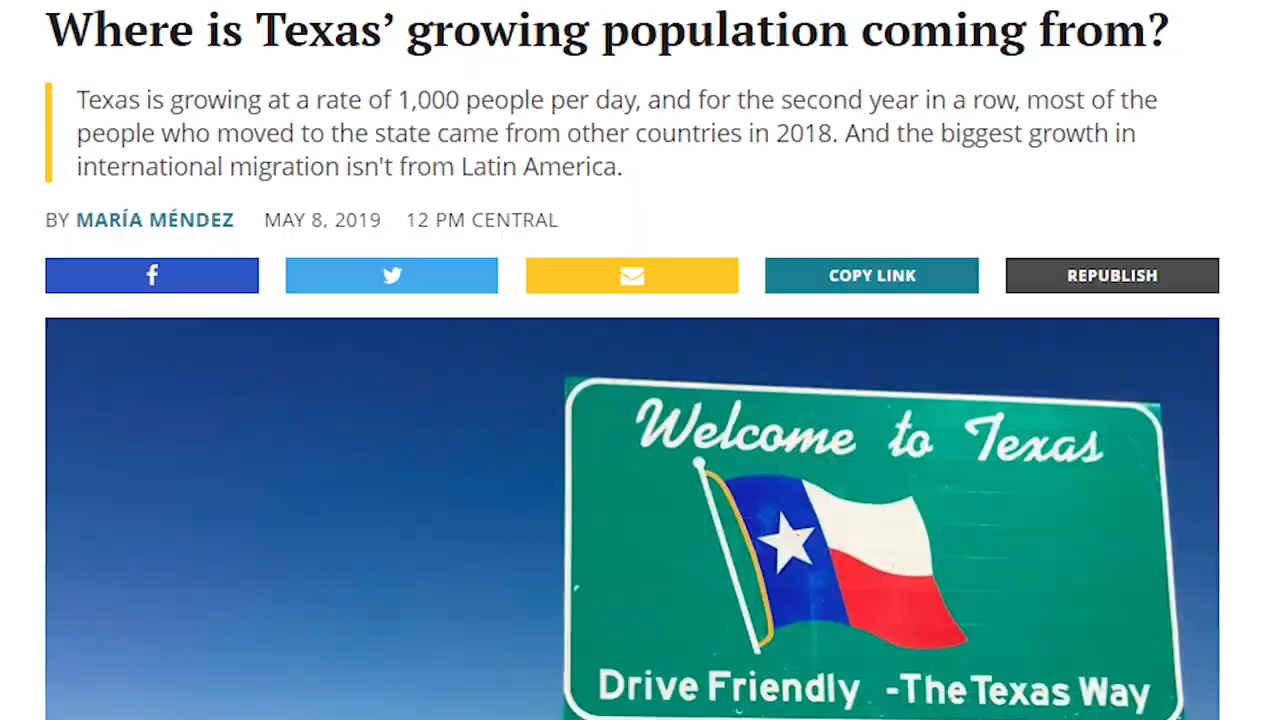 Where is Texas’ growing population coming from?
Texas is growing at a rate of 1,000 people per day, and for the second year in a row, most of the
people who moved to the state came from other countries in 2018. And the biggest growth in
international migration isn't from Latin America.
BY MARÍA MÉNDEZ MAY 8, 2019 12 PM CENTRAL
f COPY LINK REPUBLISH
Welcome to Texas
Drive Friendly -The Texas Way